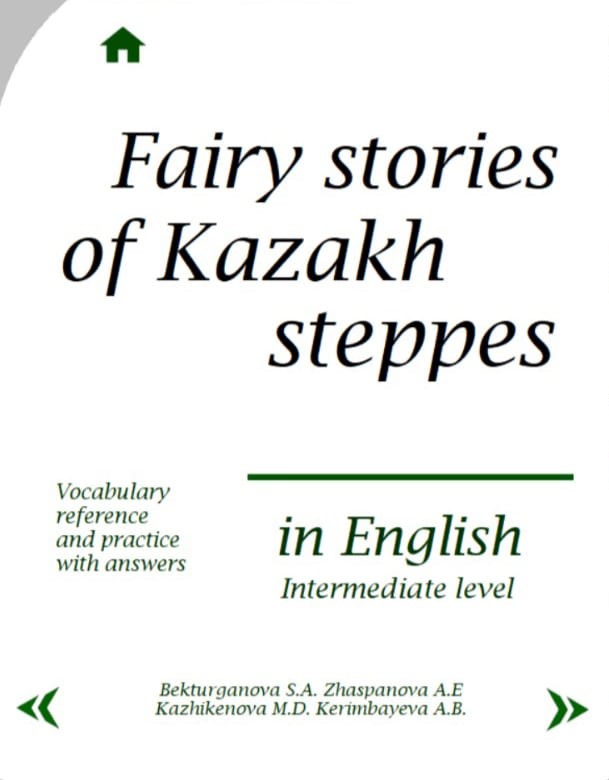 Fairy stories
of Kazakh
steppes
Vocabulary
reference
and practice
with answers
in English
Intermediate level
Bekturganova S.A. Zhaspanova A.E
Kazhikenova M.D. Kerimbayeva A.B.